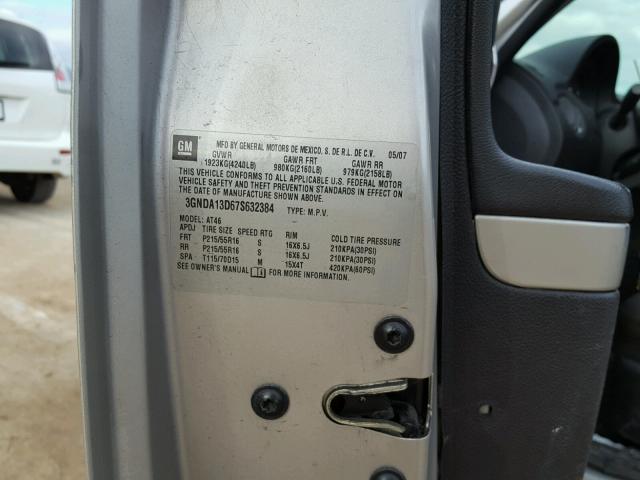 GM MFD BY GENERAL MOTORS DE MEXICO, S. DE R.L. DE C.V. 05/07
GVWR GAWR FRT GAWR RR
1923KG(4240LB) 980KG(2160LB) 979KG(2158LB)
THIS VEHICLE CONFORMS TO ALL APPLICABLE U.S. FEDERAL MOTOR
VEHICLE SAFETY AND THEFT PREVENTION STANDARDS IN EFFECT ON
THE DATE OF MANUFACTURE SHOWN ABOVE.
3GNDA13D67S632384 TYPE: M.P.V.
MODEL: AT46
APDJ TIRE SIZE SPEED RTG RIM COLD TIRE PRESSURE
FRT P215/55R16 S 16X6.5J 210KPA(30PSI)
RR P215/55R16 S 16X6.5J 210KPA(30PSI)
SPA T115/70D15 M 15X4T 420KPA(60PSI)
SEE OWNER'S MANUAL FOR MORE INFORMATION.